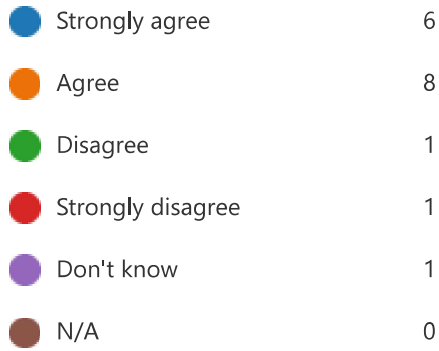 Strongly agree 6
Agree 8
Disagree 1
Strongly disagree 1
Don't know 1
N/A 0